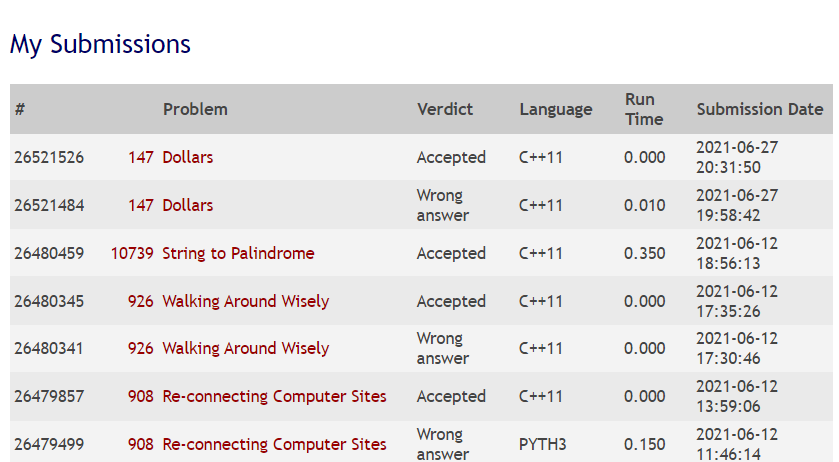 My Submissions
# Problem Verdict Language Run Time Submission Date
26521526 147 Dollars Accepted C++11 0.000 2021-06-27 20:31:50
26521484 147 Dollars Wrong answer C++11 0.010 2021-06-27 19:58:42
26480459 10739 String to Palindrome Accepted C++11 0.350 2021-06-12 18:56:13
26480345 926 Walking Around Wisely Accepted C++11 0.000 2021-06-12 17:35:26
26480341 926 Walking Around Wisely Wrong answer C++11 0.000 2021-06-12 17:30:46
26479857 908 Re-connecting Computer Sites Accepted C++11 0.000 2021-06-12 13:59:06
26479499 908 Re-connecting Computer Sites Wrong answer PYTH3 0.150 2021-06-12 11:46:14